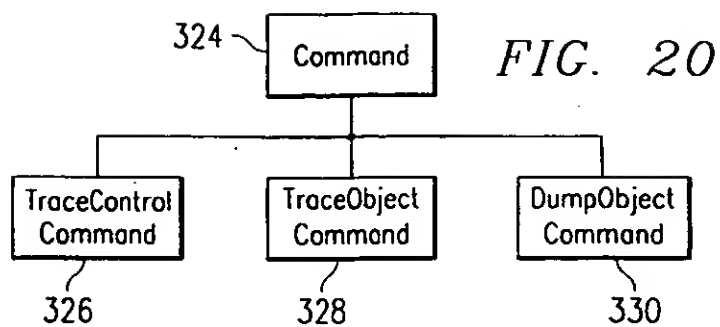 324
Command
FIG. 20
TraceControl
Command
TraceObject
Command
DumpObject
Command
326
328
330